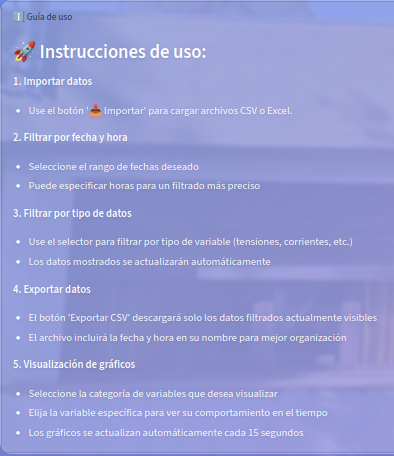 ℹ️ Guía de uso
🚀 Instrucciones de uso:
1. Importar datos
• Use el botón '📥 Importar' para cargar archivos CSV o Excel.
2. Filtrar por fecha y hora
• Seleccione el rango de fechas deseado
• Puede especificar horas para un filtrado más preciso
3. Filtrar por tipo de datos
• Use el selector para filtrar por tipo de variable (tensiones, corrientes, etc.)
• Los datos mostrados se actualizarán automáticamente
4. Exportar datos
• El botón 'Exportar CSV' descargará solo los datos filtrados actualmente visibles
• El archivo incluirá la fecha y hora en su nombre para mejor organización
5. Visualización de gráficos
• Seleccione la categoría de variables que desea visualizar
• Elija la variable específica para ver su comportamiento en el tiempo
• Los gráficos se actualizan automáticamente cada 15 segundos